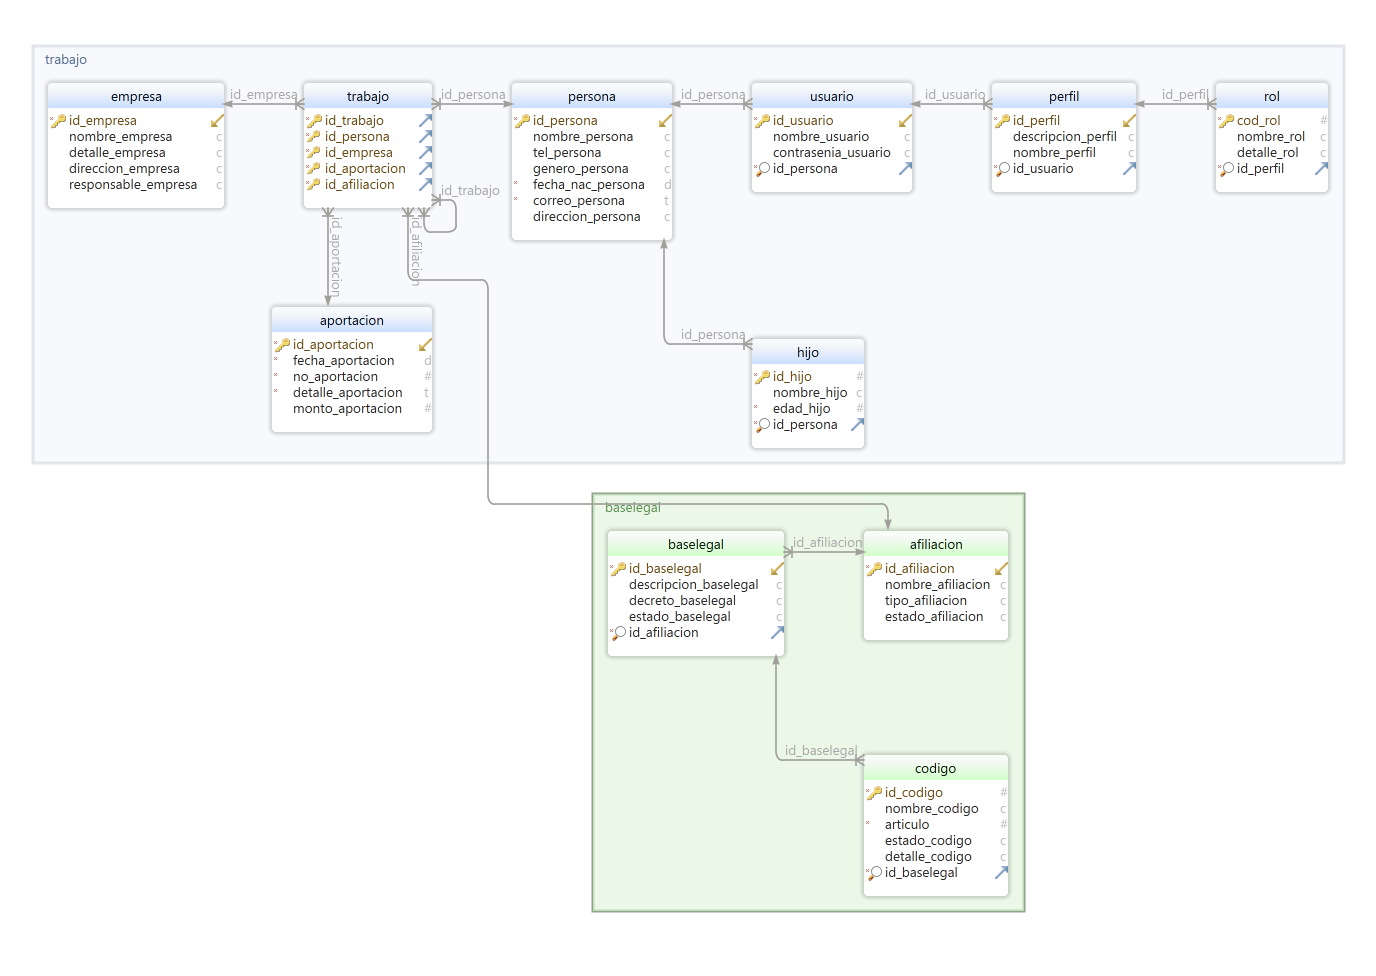 trabajo
empresa
id_empresa
nombre_empresa c
detalle_empresa c
direccion_empresa c
responsable_empresa c
id_empresa
trabajo
id_trabajo
id_persona
id_empresa
id_aportacion
id_afiliacion
id_trabajo
id_aportacion
id_afiliacion
id_persona
persona
id_persona
nombre_persona c
tel_persona c
genero_persona c
* fecha_nac_persona d
* correo_persona t
direccion_persona c
id_persona
usuario
id_usuario
nombre_usuario c
contrasenia_usuario c
id_persona
id_usuario
perfil
id_perfil
descripcion_perfil c
nombre_perfil c
id_usuario
id_perfil
rol
cod_rol #
nombre_rol c
detalle_rol c
id_perfil
aportacion
id_aportacion
* fecha_aportacion d
* no_aportacion #
* detalle_aportacion t
monto_aportacion #
id_persona
hijo
id_hijo #
nombre_hijo c
* edad_hijo #
id_persona
baselegal
baselegal
id_baselegal
descripcion_baselegal c
decreto_baselegal c
estado_baselegal c
id_afiliacion
id_afiliacion
afiliacion
id_afiliacion
nombre_afiliacion c
tipo_afiliacion c
estado_afiliacion c
id_baselegal
codigo
id_codigo #
nombre_codigo c
* articulo #
estado_codigo c
detalle_codigo c
id_baselegal